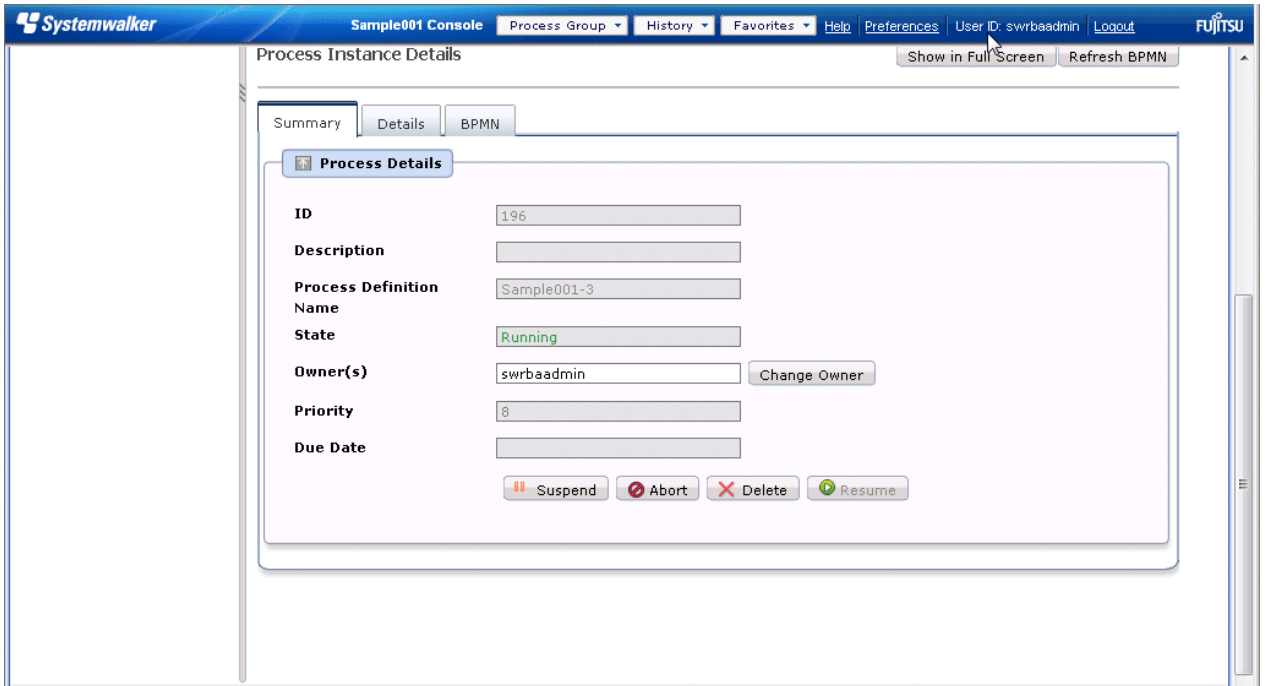 Systemwalker Sample001 Console Process Group History Favorites Help Preferences User ID: swrbaadmin Logout FUJITSU
Process Instance Details Show in Full Screen Refresh BPMN
Summary Details BPMN
Process Details
ID 196
Description
Process Definition Name Sample001-3
State Running
Owner(s) swrbaadmin Change Owner
Priority 8
Due Date
Suspend Abort Delete Resume